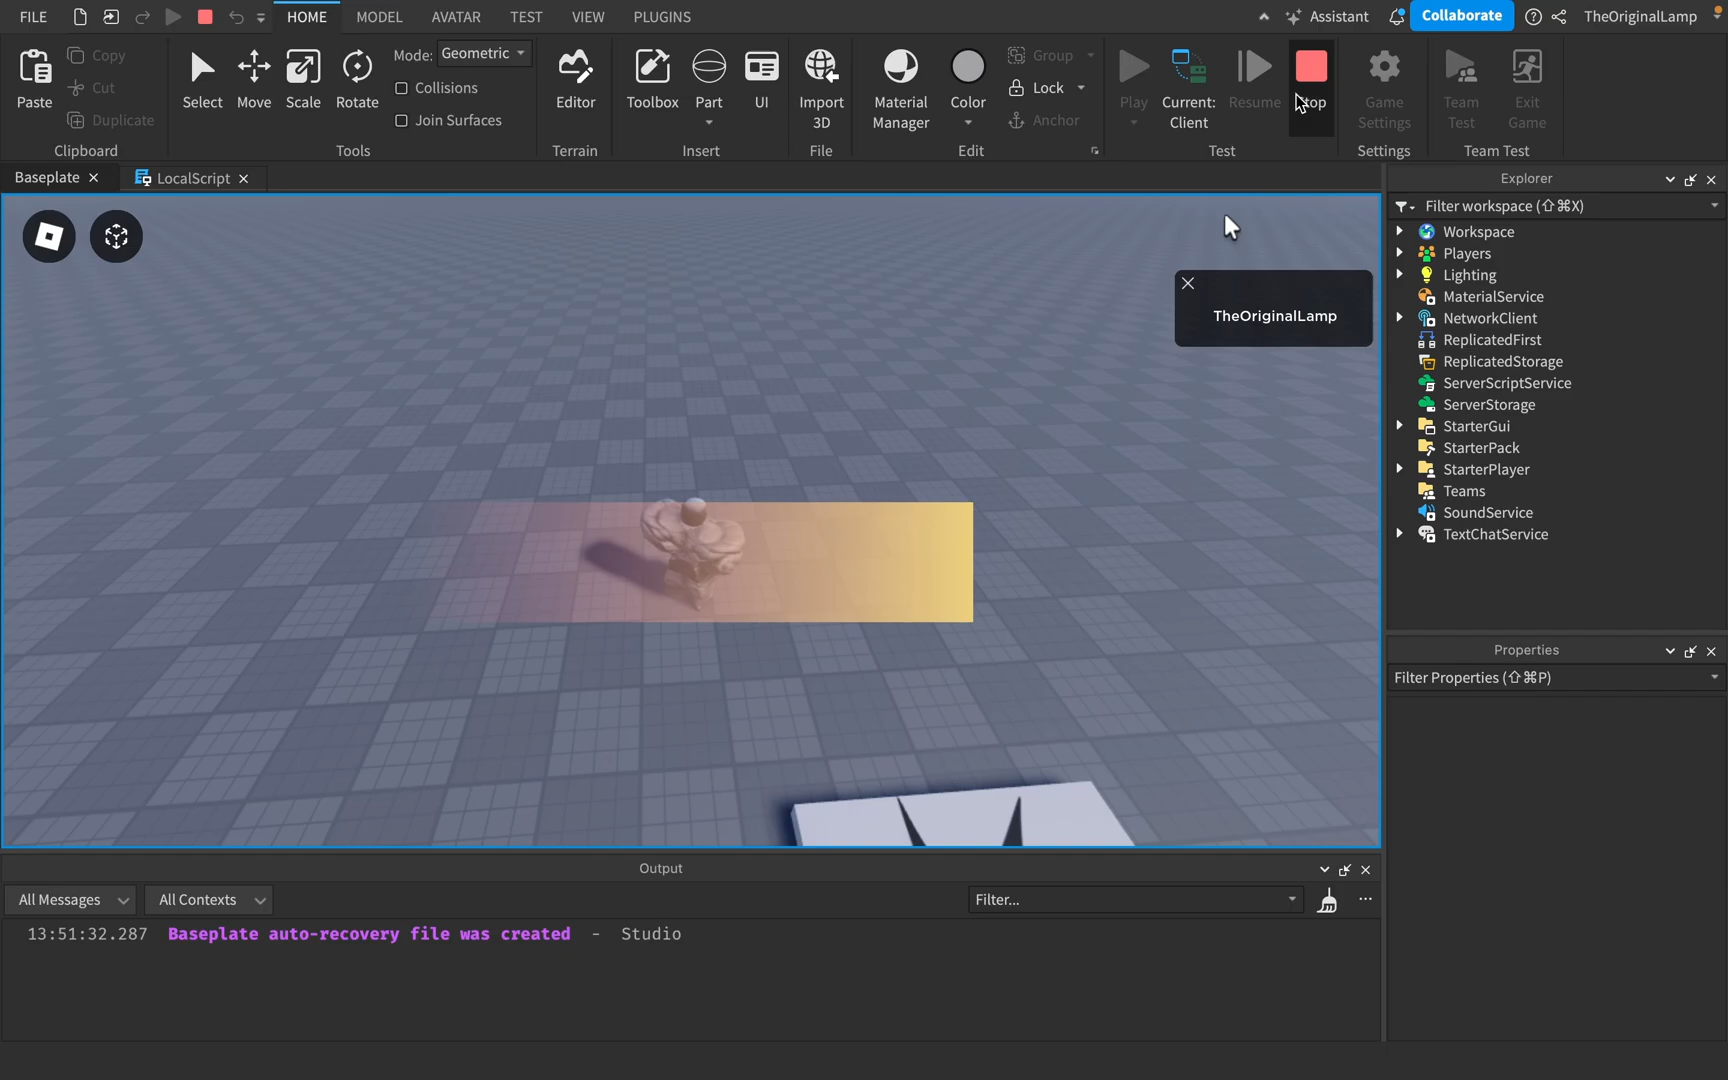 FILE HOME MODEL AVATAR TEST VIEW PLUGINS Assistant Collaborate TheOriginalLamp
Paste
Copy
Cut
Duplicate
Clipboard
Select Move Scale Rotate
Mode: Geometric
Collisions
Join Surfaces
Tools
Editor
Terrain
Toolbox Part UI
Insert
Import
3D
File
Material
Manager
Color
Group
Lock
Anchor
Edit
Play
Current:
Client
Resume
Stop
Test
Game
Settings
Settings
Team
Test
Exit
Game
Team Test
Baseplate LocalScript
TheOriginalLamp
Explorer
Filter workspace (⇧⌘X)
Workspace
Players
Lighting
MaterialService
NetworkClient
ReplicatedFirst
ReplicatedStorage
ServerScriptService
ServerStorage
StarterGui
StarterPack
StarterPlayer
Teams
SoundService
TextChatService
Properties
Filter Properties (⇧⌘P)
Output
All Messages All Contexts Filter...
13:51:32.287 Baseplate auto-recovery file was created - Studio